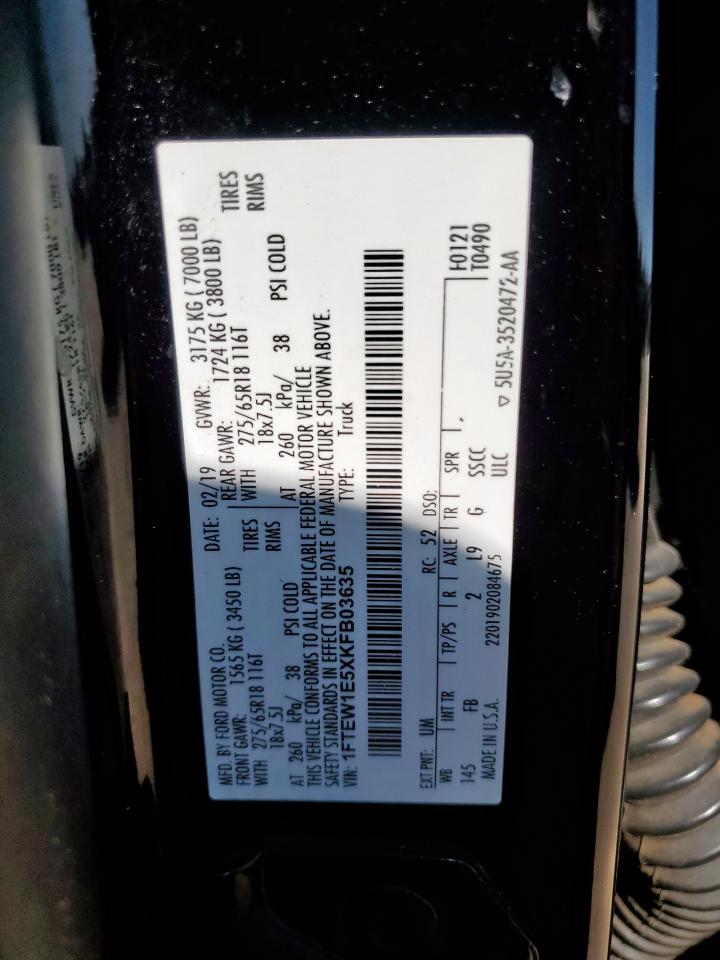 MFD. BY FORD MOTOR CO. DATE: 02/19 GVWR: 3175 KG ( 7000 LB)
FRONT GAWR: 1565 KG ( 3450 LB) REAR GAWR: 1724 KG ( 3800 LB)
WITH 275/65R18 116T TIRES WITH 275/65R18 116T TIRES
18x7.5J RIMS 18x7.5J RIMS
AT 260 kPa/ 38 PSI COLD AT 260 kPa/ 38 PSI COLD
THIS VEHICLE CONFORMS TO ALL APPLICABLE FEDERAL MOTOR VEHICLE
SAFETY STANDARDS IN EFFECT ON THE DATE OF MANUFACTURE SHOWN ABOVE.
VIN: 1FTEW1E5XKFB03635 TYPE: Truck
EXT PNT: UM RC: 52 DSO:
WB INT TR TP/PS R AXLE TR SPR F0121
145 FB 2 L9 G SSCC T0490
MADE IN U.S.A. 2201902084675 ULC ▽ 5U5A-3520472-AA